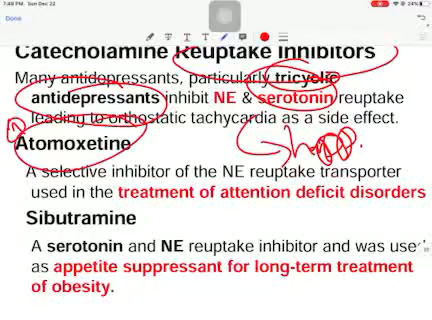 7:49 PM Sun Dec 22
24%
Done
Catecholamine Reuptake Inhibitors
Many antidepressants, particularly tricyclic
antidepressants inhibit NE & serotonin reuptake
leading to orthostatic tachycardia as a side effect.
Atomoxetine
A selective inhibitor of the NE reuptake transporter
used in the treatment of attention deficit disorders
Sibutramine
A serotonin and NE reuptake inhibitor and was use
as appetite suppressant for long-term treatment
of obesity.